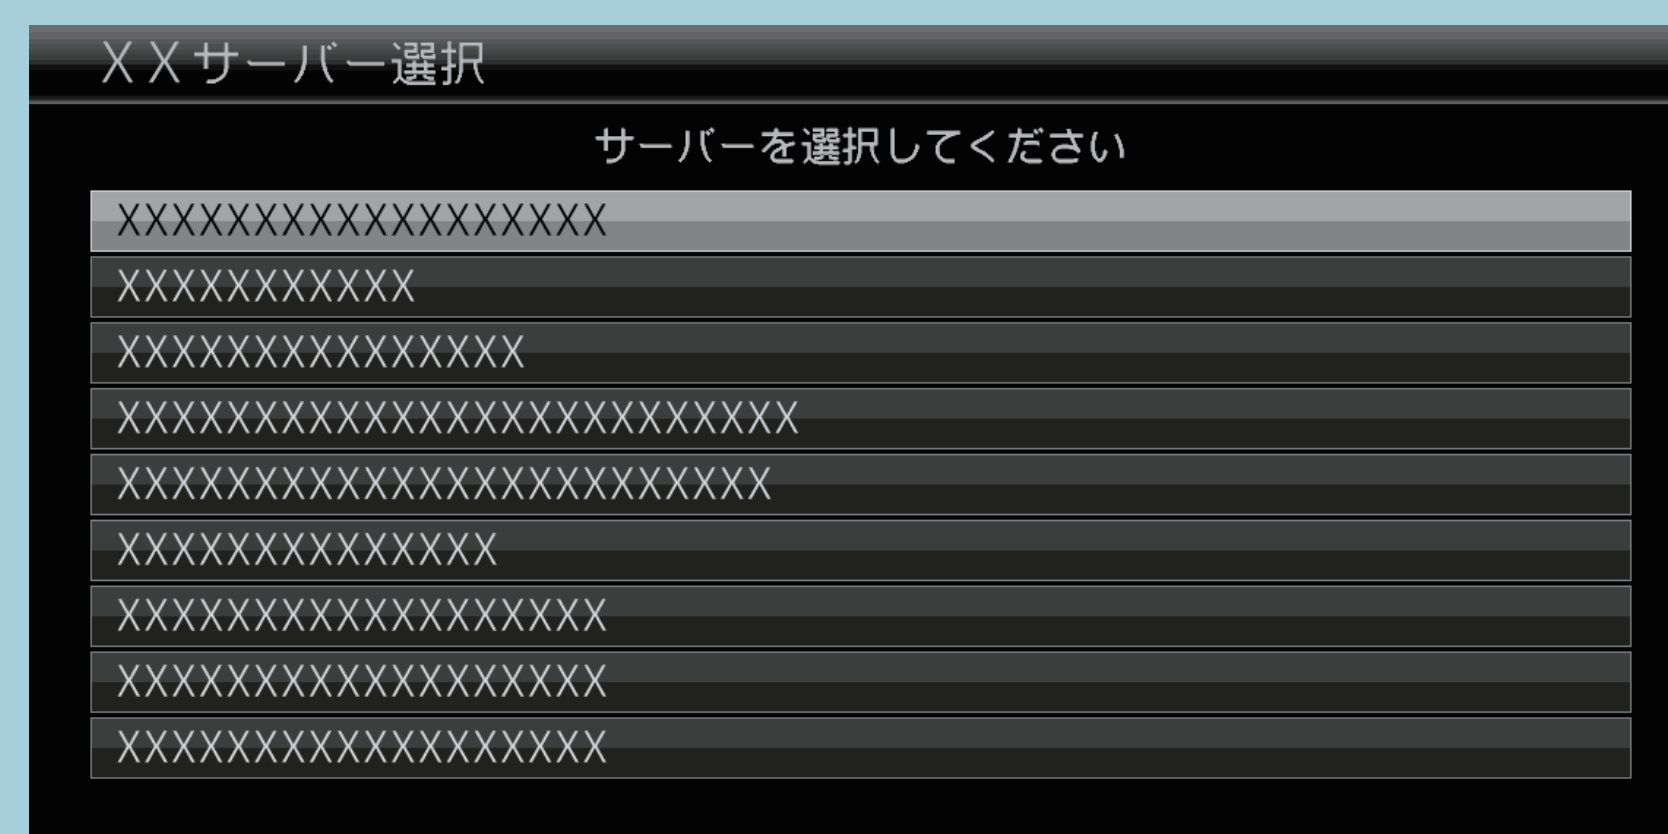 ＸＸサーバー選択
サーバーを選択してください
XXXXXXXXXXXXXXXXXX
XXXXXXXXXXX
XXXXXXXXXXXXXXX
XXXXXXXXXXXXXXXXXXXXXXXXX
XXXXXXXXXXXXXXXXXXXXXXXX
XXXXXXXXXXXXXX
XXXXXXXXXXXXXXXXXX
XXXXXXXXXXXXXXXXXX
XXXXXXXXXXXXXXXXXX